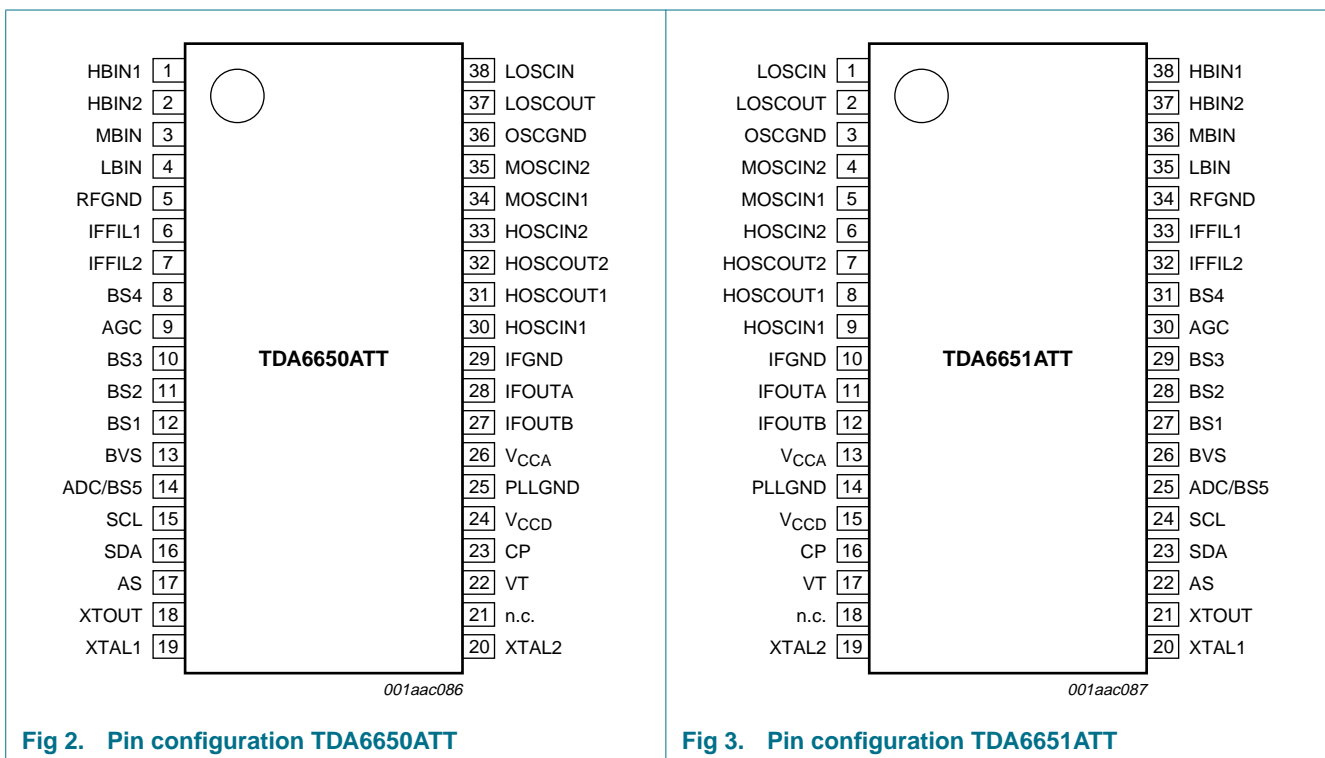 HBIN1 1 38 LOSCIN
HBIN2 2 37 LOSCOUT
MBIN 3 36 OSCGND
LBIN 4 35 MOSCIN2
RFGND 5 34 MOSCIN1
IFFIL1 6 33 HOSCIN2
IFFIL2 7 32 HOSCOUT2
BS4 8 31 HOSCOUT1
AGC 9 30 HOSCIN1
BS3 10 TDA6650ATT 29 IFGND
BS2 11 28 IFOUTA
BS1 12 27 IFOUTB
BVS 13 26 VCCA
ADC/BS5 14 25 PLLGND
SCL 15 24 VCCD
SDA 16 23 CP
AS 17 22 VT
XTOUT 18 21 n.c.
XTAL1 19 20 XTAL2
001aac086
Fig 2. Pin configuration TDA6650ATT
LOSCIN 1 38 HBIN1
LOSCOUT 2 37 HBIN2
OSCGND 3 36 MBIN
MOSCIN2 4 35 LBIN
MOSCIN1 5 34 RFGND
HOSCIN2 6 33 IFFIL1
HOSCOUT2 7 32 IFFIL2
HOSCOUT1 8 31 BS4
HOSCIN1 9 30 AGC
IFGND 10 TDA6651ATT 29 BS3
IFOUTA 11 28 BS2
IFOUTB 12 27 BS1
VCCA 13 26 BVS
PLLGND 14 25 ADC/BS5
VCCD 15 24 SCL
CP 16 23 SDA
VT 17 22 AS
n.c. 18 21 XTOUT
XTAL2 19 20 XTAL1
001aac087
Fig 3. Pin configuration TDA6651ATT